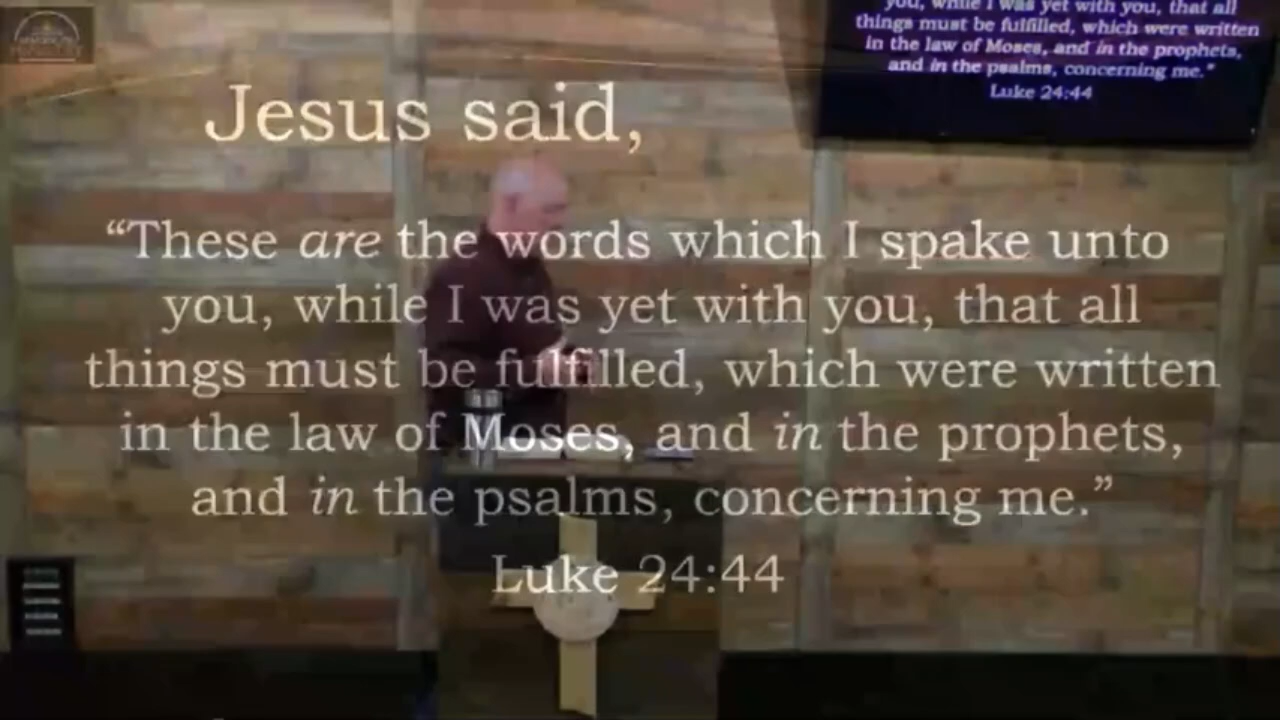 Jesus said,
“These are the words which I spake unto
you, while I was yet with you, that all
things must be fulfilled, which were written
in the law of Moses, and in the prophets,
and in the psalms, concerning me.”
Luke 24:44
you, while I was yet with you, that all
things must be fulfilled, which were written
in the law of Moses, and in the prophets,
and in the psalms, concerning me.”
Luke 24:44